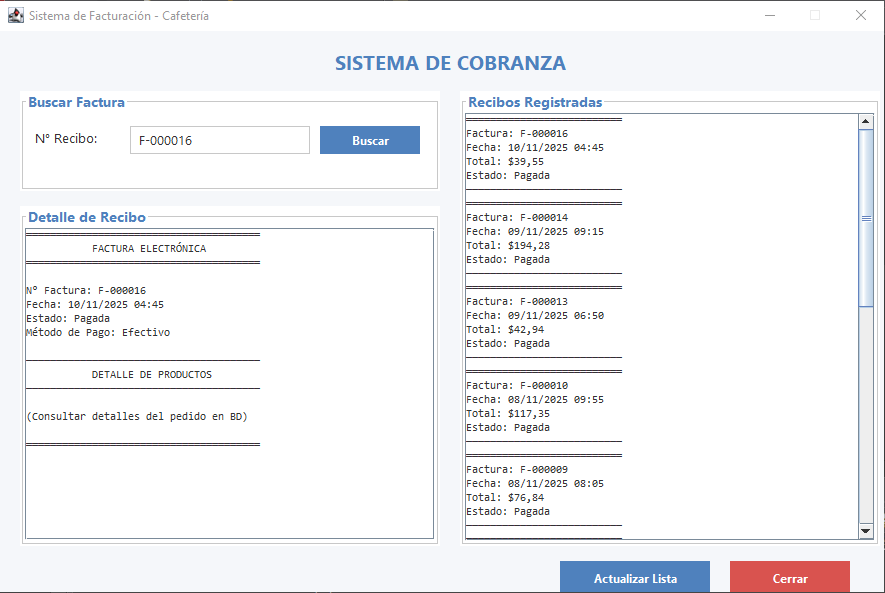 Sistema de Facturación - Cafetería
SISTEMA DE COBRANZA
Buscar Factura
N° Recibo:
F-000016
Buscar
Detalle de Recibo
FACTURA ELECTRÓNICA
Nº Factura: F-000016
Fecha: 10/11/2025 04:45
Estado: Pagada
Método de Pago: Efectivo
DETALLE DE PRODUCTOS
(Consultar detalles del pedido en BD)
Recibos Registradas
Factura: F-000016
Fecha: 10/11/2025 04:45
Total: $39,55
Estado: Pagada
Factura: F-000014
Fecha: 09/11/2025 09:15
Total: $194,28
Estado: Pagada
Factura: F-000013
Fecha: 09/11/2025 06:50
Total: $42,94
Estado: Pagada
Factura: F-000010
Fecha: 08/11/2025 09:55
Total: $117,35
Estado: Pagada
Factura: F-000009
Fecha: 08/11/2025 08:05
Total: $76,84
Estado: Pagada
Actualizar Lista
Cerrar